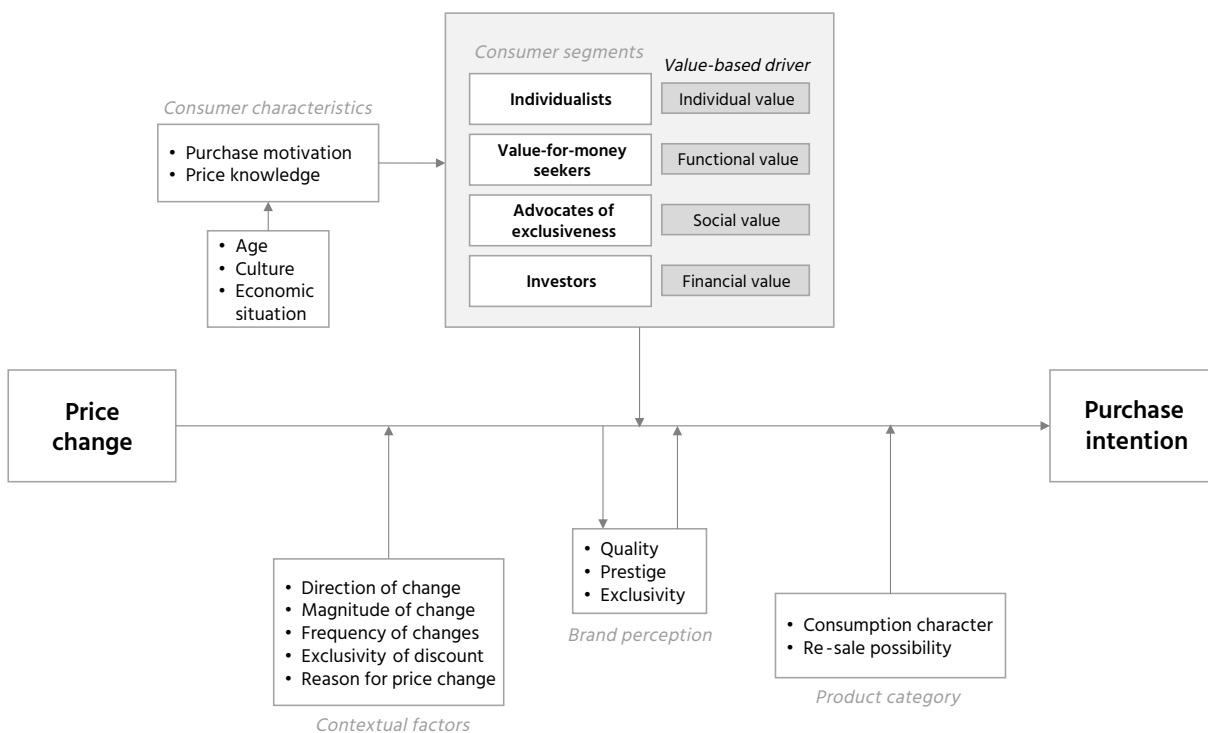 Consumer segments
Value-based driver
Individualists
Individual value
Value-for-money
seekers
Functional value
Advocates of
exclusiveness
Social value
Investors
Financial value
Consumer characteristics
• Purchase motivation
• Price knowledge
• Age
• Culture
• Economic
situation
Price
change
Purchase
intention
• Direction of change
• Magnitude of change
• Frequency of changes
• Exclusivity of discount
• Reason for price change
Contextual factors
• Quality
• Prestige
• Exclusivity
Brand perception
• Consumption character
• Re-sale possibility
Product category